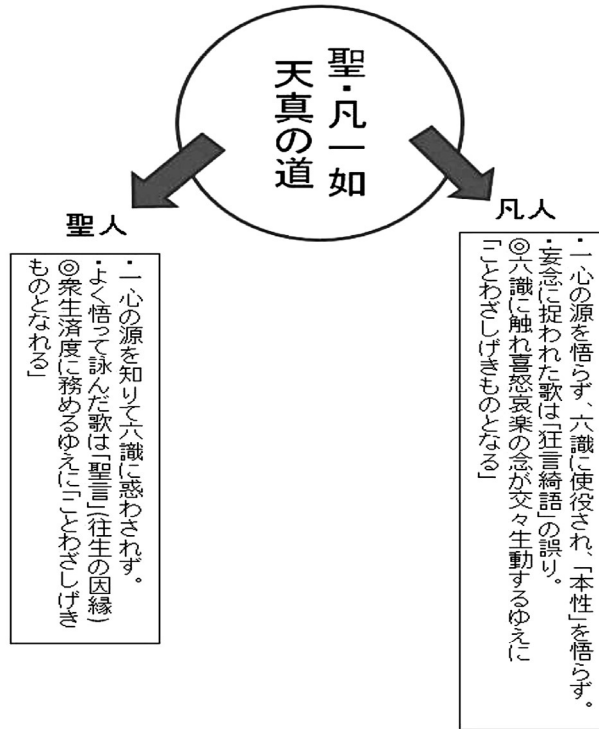 聖・凡一如
天真の道
凡人
・一心の源を悟らず、六識に使役され、「本性」を悟らず。
・妄念に捉われた歌は「狂言綺語」の誤り。
◎六識に触れ喜怒哀楽の念が交々生動するゆえに
「ことわざしげきものとなる」
聖人
・一心の源を知りて六識に惑わされず。
・よく悟って詠んだ歌は「聖言」(往生の因縁)
◎衆生済度に務めるゆえに「ことわざしげき
ものとなれる」